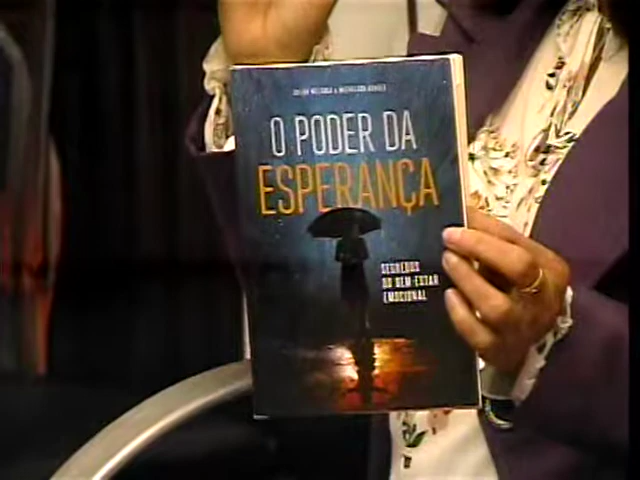 O PODER DA
ESPERANÇA
SEGREDOS
DO BEM-ESTAR
EMOCIONAL